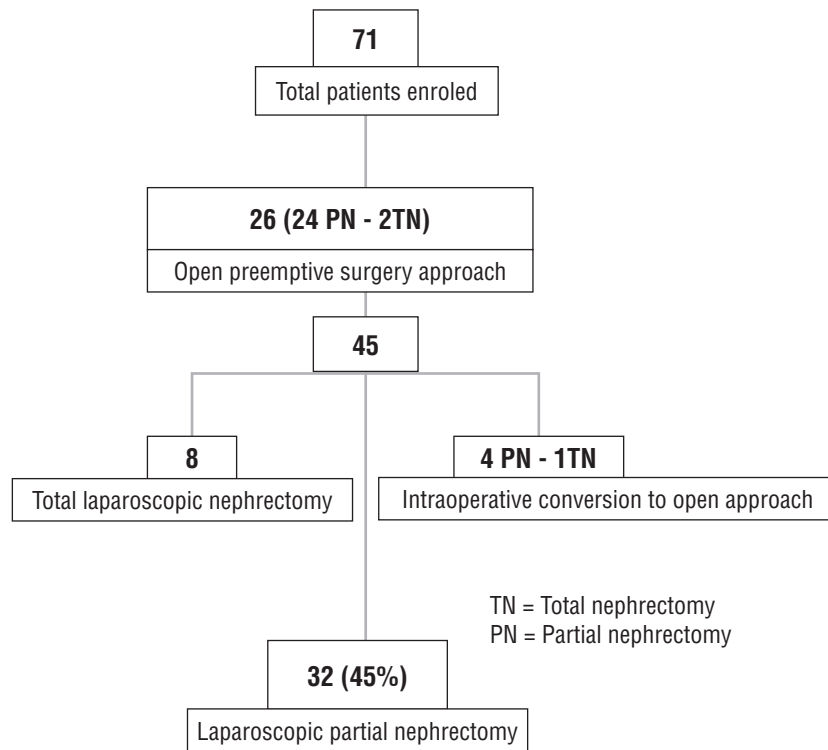 71
Total patients enroled
26 (24 PN - 2TN)
Open preemptive surgery approach
45
8
Total laparoscopic nephrectomy
4 PN - 1TN
Intraoperative conversion to open approach
TN = Total nephrectomy
PN = Partial nephrectomy
32 (45%)
Laparoscopic partial nephrectomy